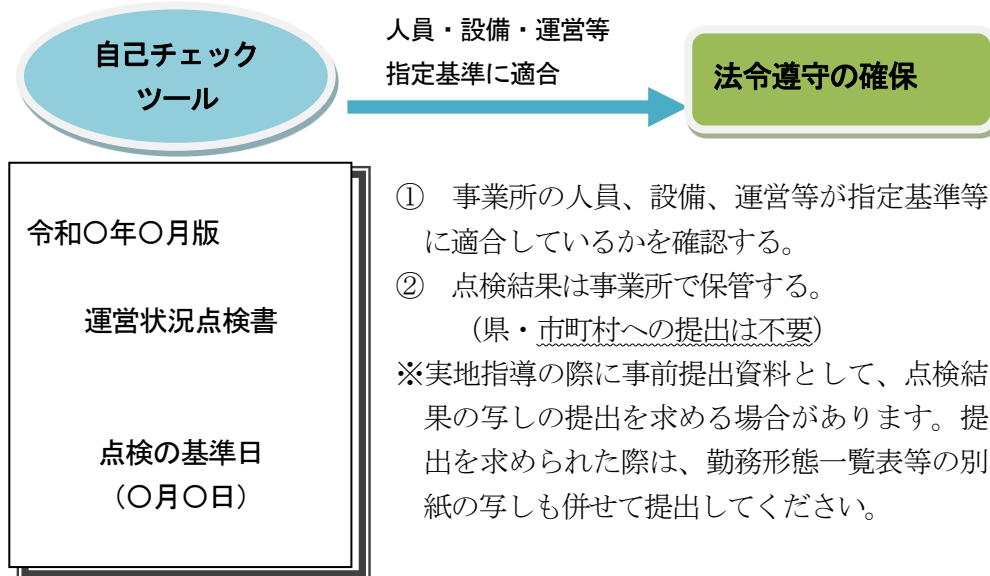 自己チェック
ツール
人員・設備・運営等
指定基準に適合
法令遵守の確保
令和〇年〇月版
運営状況点検書
点検の基準日
（〇月〇日）
①　事業所の人員、設備、運営等が指定基準等
に適合しているかを確認する。
②　点検結果は事業所で保管する。
（県・市町村への提出は不要）
※実地指導の際に事前提出資料として、点検結
果の写しの提出を求める場合があります。提
出を求められた際は、勤務形態一覧表等の別
紙の写しも併せて提出してください。